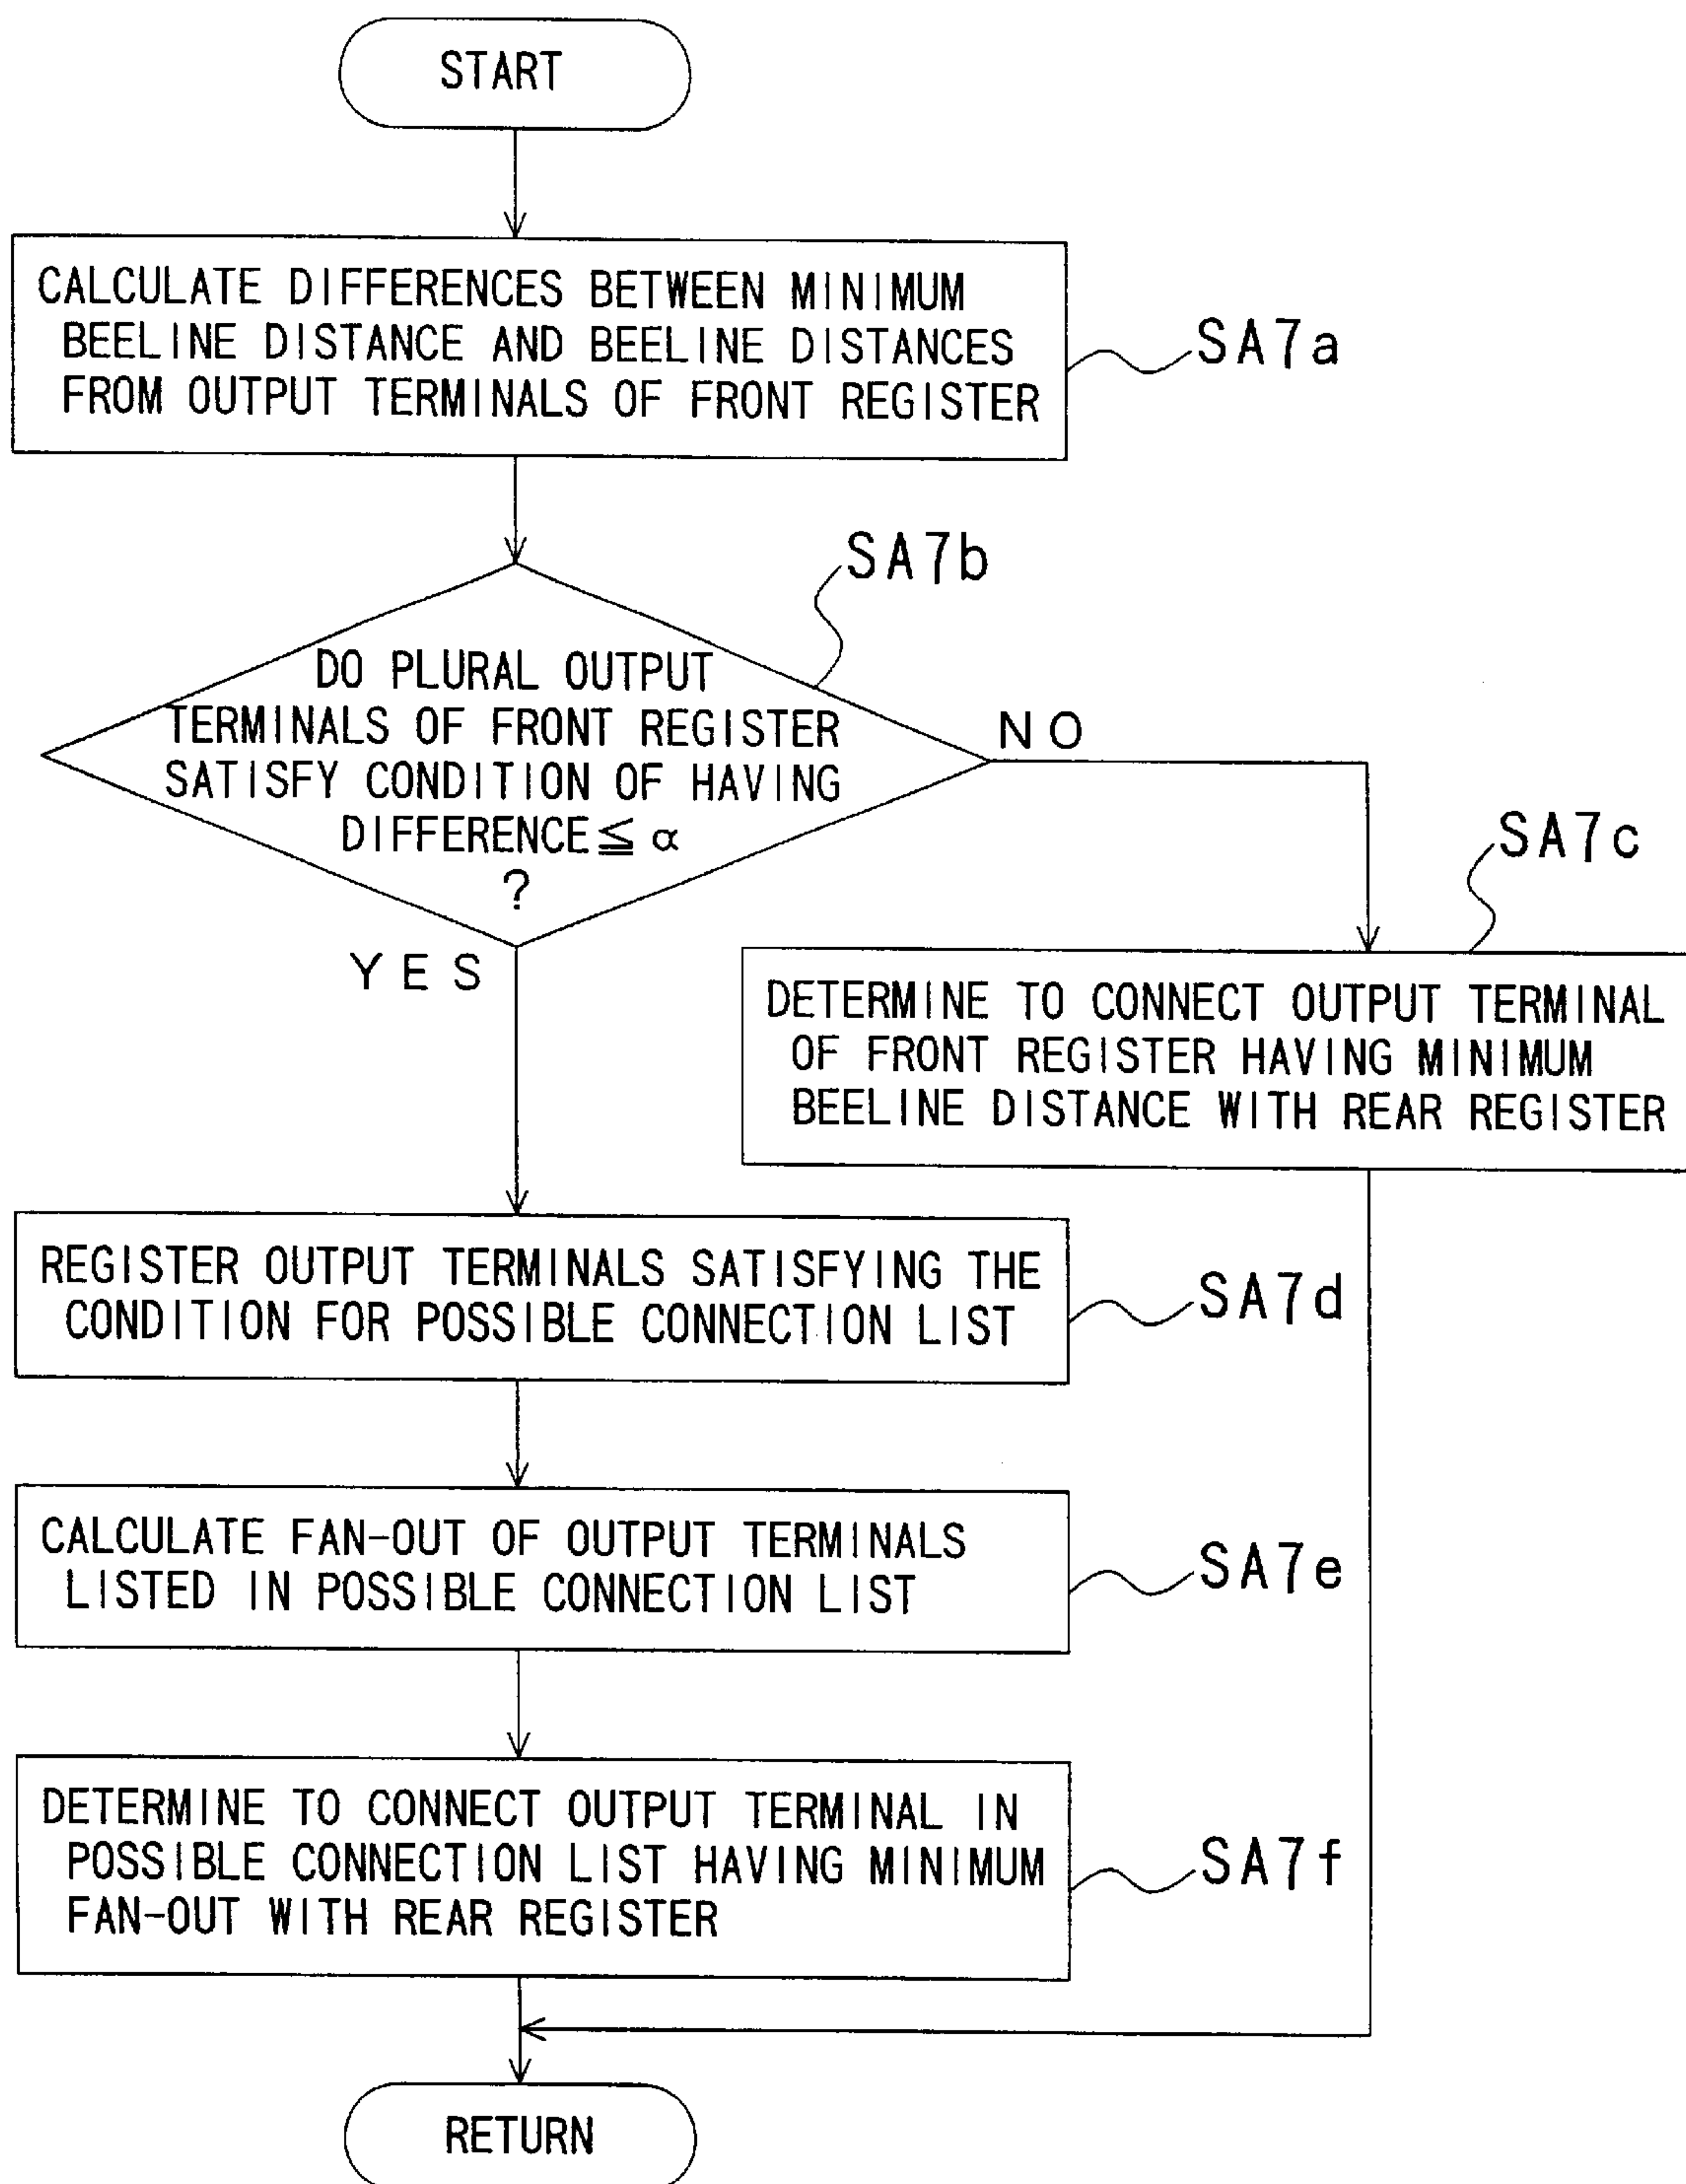 START
CALCULATE DIFFERENCES BETWEEN MINIMUM
BEELINE DISTANCE AND BEELINE DISTANCES
FROM OUTPUT TERMINALS OF FRONT REGISTER
SA7a
SA7b
DO PLURAL OUTPUT
TERMINALS OF FRONT REGISTER
SATISFY CONDITION OF HAVING
DIFFERENCE ≦ α
?
NO
YES
SA7c
DETERMINE TO CONNECT OUTPUT TERMINAL
OF FRONT REGISTER HAVING MINIMUM
BEELINE DISTANCE WITH REAR REGISTER
REGISTER OUTPUT TERMINALS SATISFYING THE
CONDITION FOR POSSIBLE CONNECTION LIST
SA7d
CALCULATE FAN-OUT OF OUTPUT TERMINALS
LISTED IN POSSIBLE CONNECTION LIST
SA7e
DETERMINE TO CONNECT OUTPUT TERMINAL IN
POSSIBLE CONNECTION LIST HAVING MINIMUM
FAN-OUT WITH REAR REGISTER
SA7f
RETURN